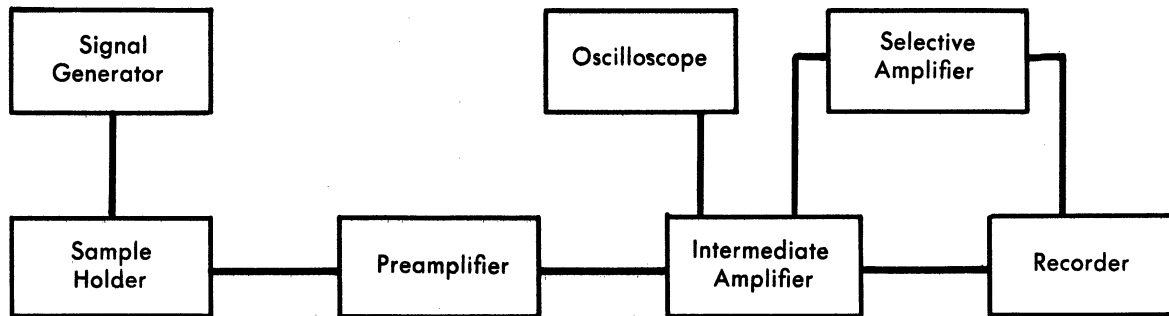 Signal
Generator
Oscilloscope
Selective
Amplifier
Sample
Holder
Preamplifier
Intermediate
Amplifier
Recorder